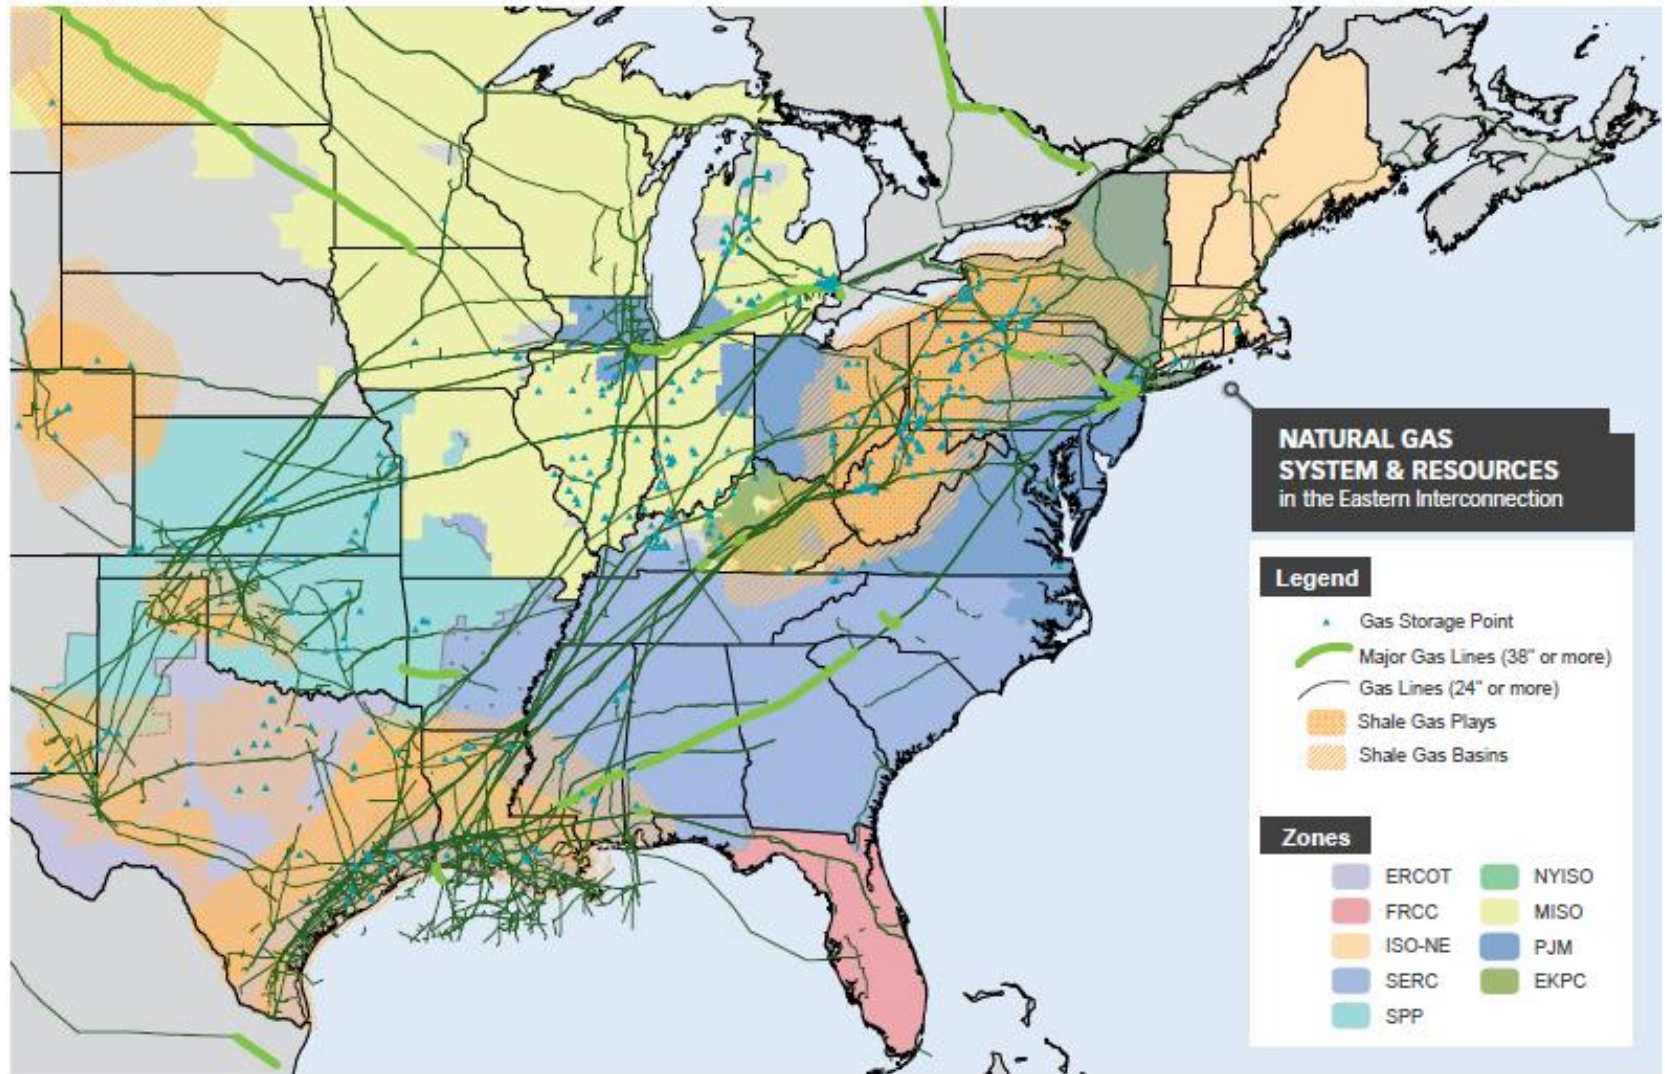 NATURAL GAS
SYSTEM & RESOURCES
in the Eastern Interconnection
Legend
Gas Storage Point
Major Gas Lines (38" or more)
Gas Lines (24" or more)
Shale Gas Plays
Shale Gas Basins
Zones
ERCOT
FRCC
ISO-NE
SERC
SPP
NYISO
MISO
PJM
EKPC